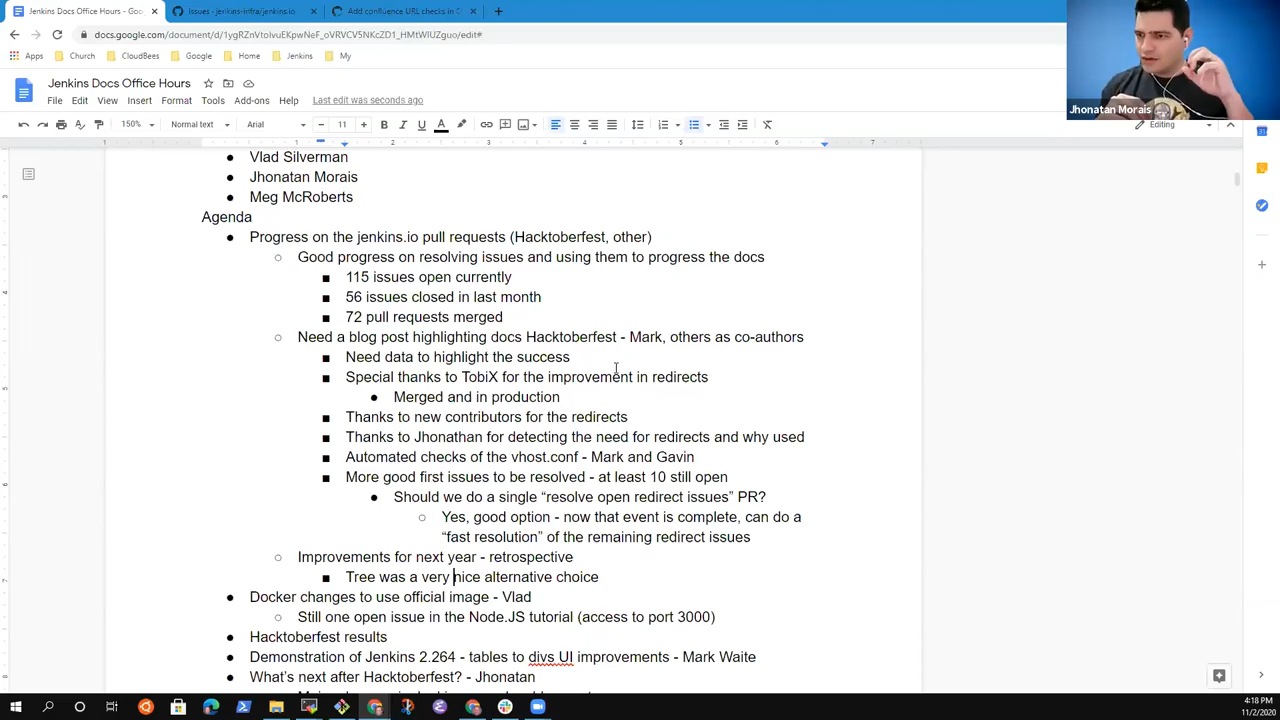 Jenkins Docs Office Hours - Goo
Issues · jenkins-infra/jenkins.io
Add confluence URL checks in
docs.google.com/document/d/1ygRZnVtolvuEKpwNeF_oVRVCV5NKcZD1_HMtWlUZguo/edit#
Apps Church CloudBees Google Home Jenkins My
Jenkins Docs Office Hours
File Edit View Insert Format Tools Add-ons Help Last edit was seconds ago
150% Normal text Arial 11 Editing
1 1 2 3 4 5 6 7
Jhonatan Morais
Vlad Silverman
Jhonatan Morais
Meg McRoberts
Agenda
Progress on the jenkins.io pull requests (Hacktoberfest, other)
Good progress on resolving issues and using them to progress the docs
115 issues open currently
56 issues closed in last month
72 pull requests merged
Need a blog post highlighting docs Hacktoberfest - Mark, others as co-authors
Need data to highlight the success
Special thanks to TobiX for the improvement in redirects
Merged and in production
Thanks to new contributors for the redirects
Thanks to Jhonathan for detecting the need for redirects and why used
Automated checks of the vhost.conf - Mark and Gavin
More good first issues to be resolved - at least 10 still open
Should we do a single “resolve open redirect issues” PR?
Yes, good option - now that event is complete, can do a
“fast resolution” of the remaining redirect issues
Improvements for next year - retrospective
Tree was a very nice alternative choice
Docker changes to use official image - Vlad
Still one open issue in the Node.JS tutorial (access to port 3000)
Hacktoberfest results
Demonstration of Jenkins 2.264 - tables to divs UI improvements - Mark Waite
What’s next after Hacktoberfest? - Jhonatan
4:18 PM
11/2/2020